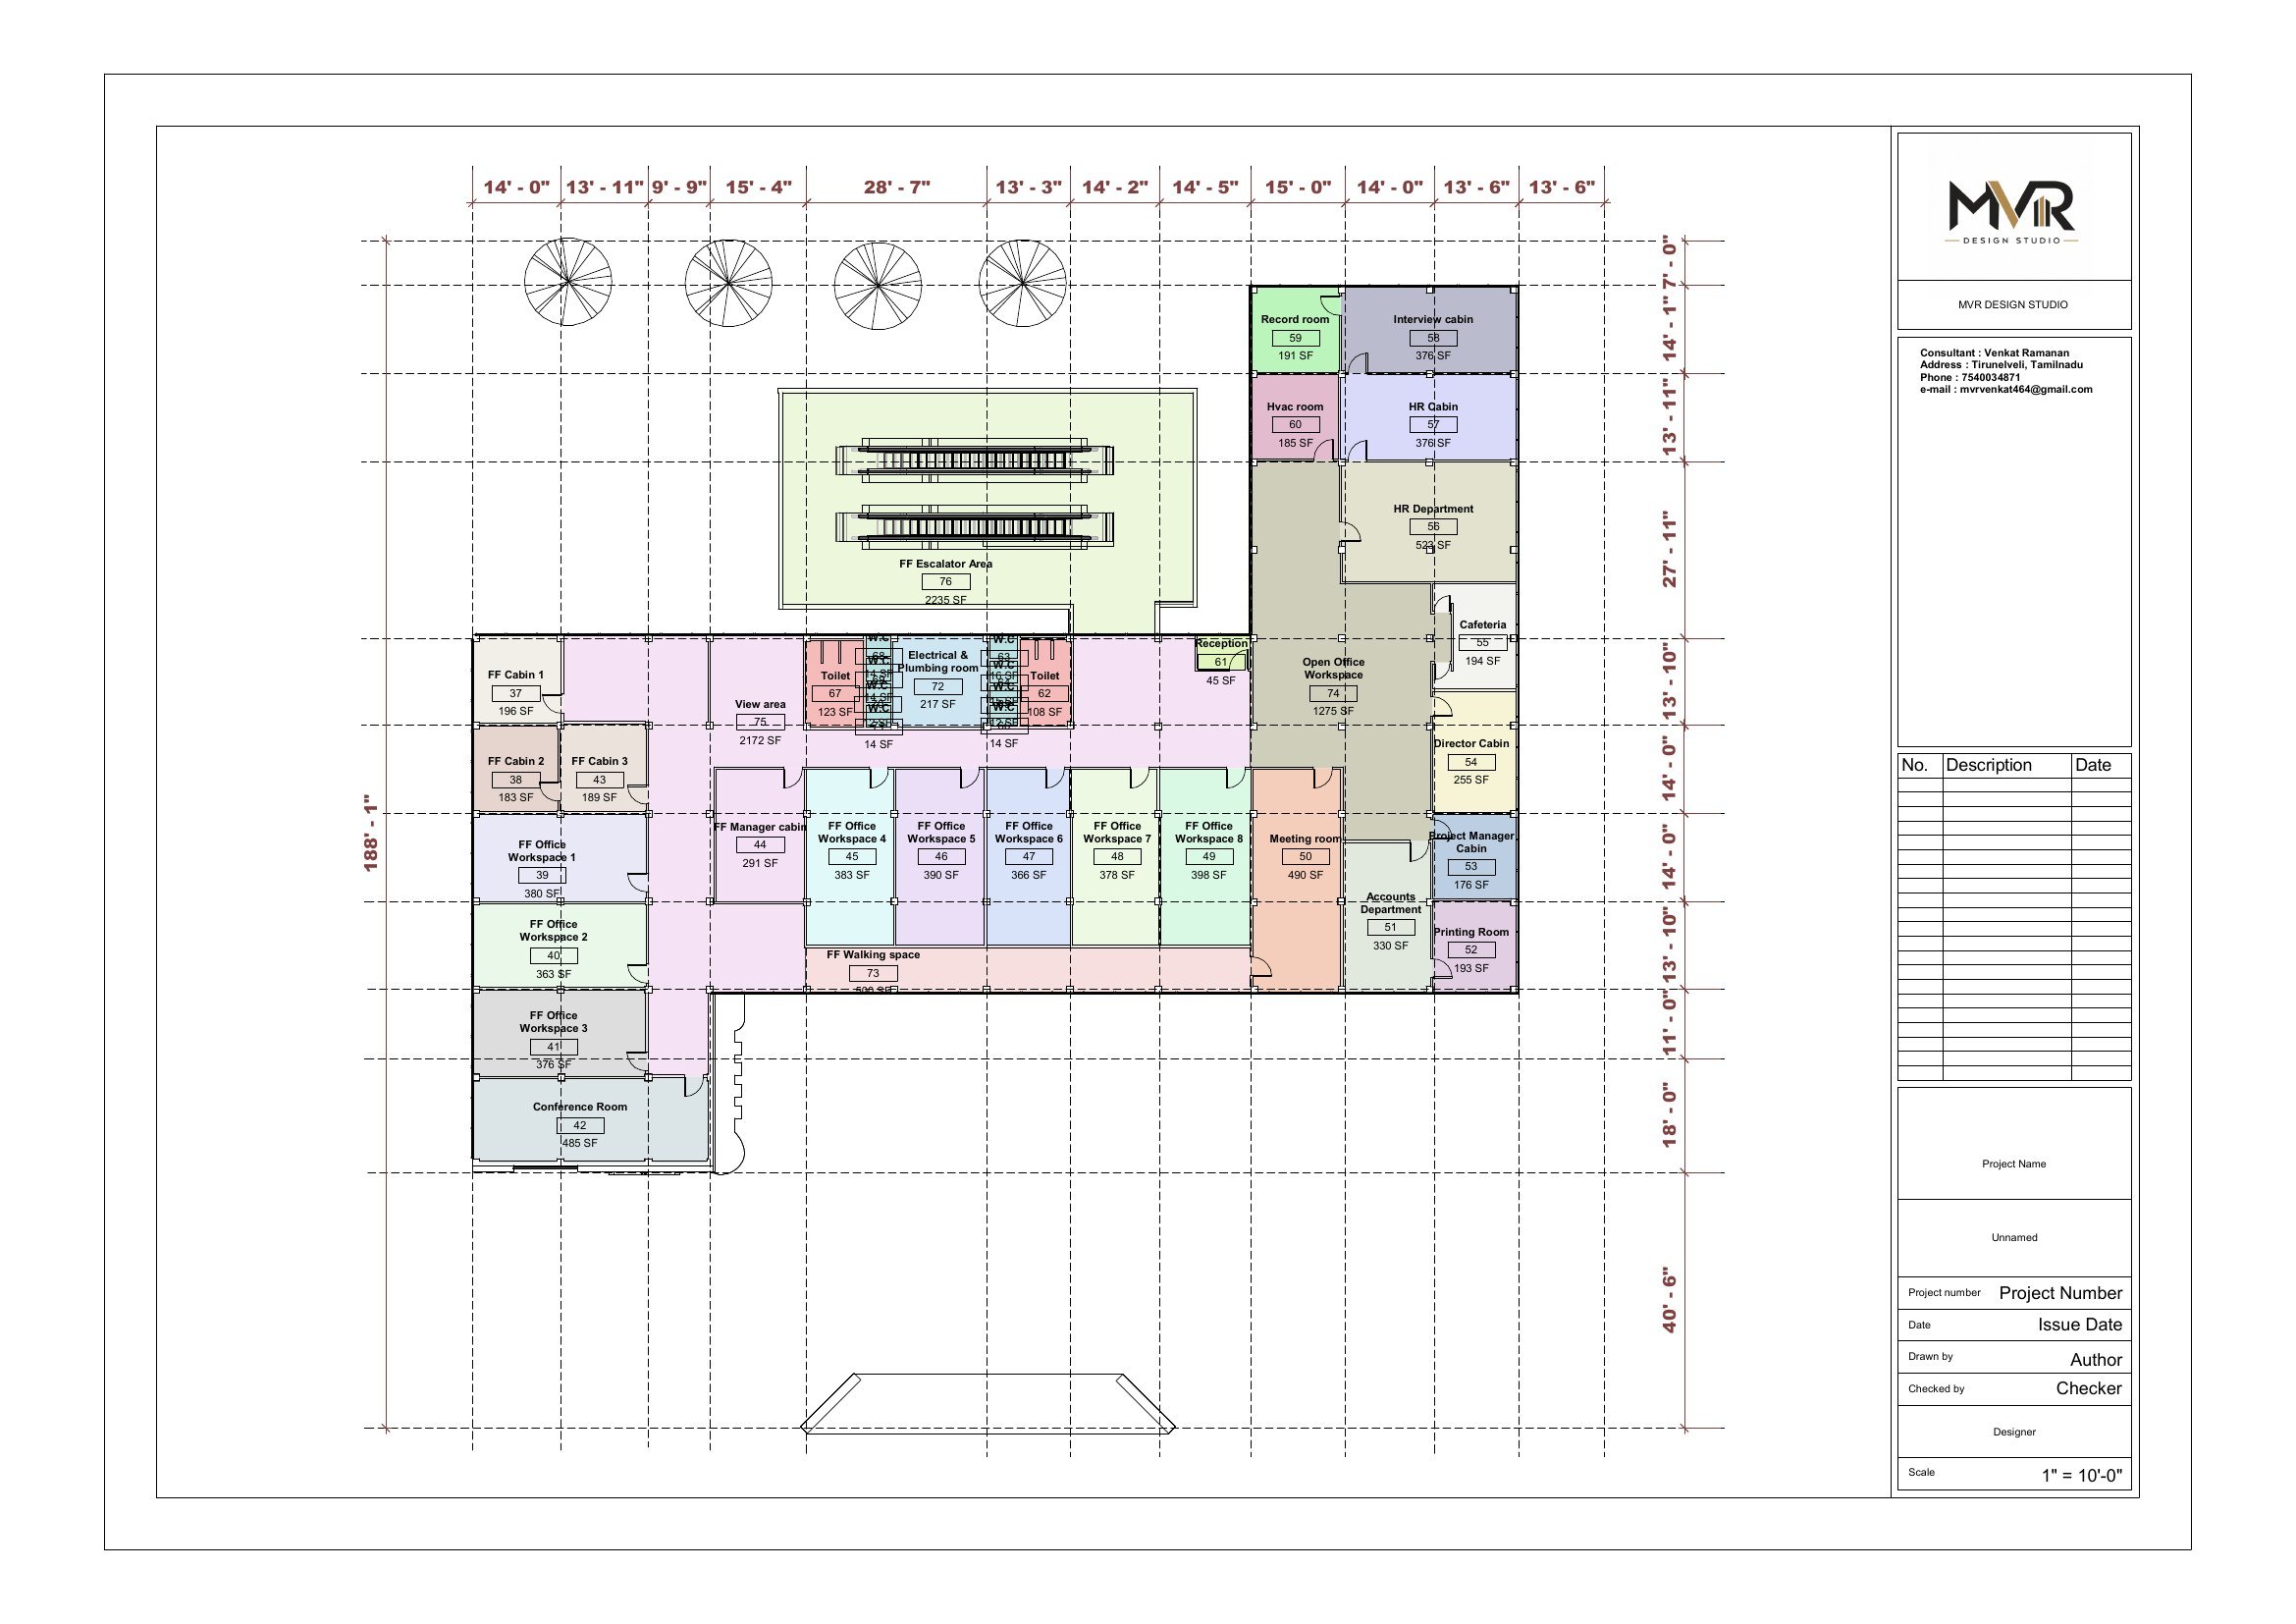 14' - 0" 13' - 11" 9' - 9" 15' - 4" 28' - 7" 13' - 3" 14' - 2" 14' - 5" 15' - 0" 14' - 0" 13' - 6" 13' - 6"
188' - 1"
7' - 0"
14' - 1"
13' - 11"
27' - 11"
13' - 10"
14' - 0"
14' - 0"
13' - 10"
11' - 0"
18' - 0"
40' - 6"
Record room
59
191 SF
Interview cabin
58
376 SF
Hvac room
60
185 SF
HR Cabin
57
376 SF
HR Department
56
523 SF
FF Escalator Area
76
2235 SF
Cafeteria
55
194 SF
FF Cabin 1
37
196 SF
View area
75
2172 SF
Toilet
67
123 SF
W.C
68
14 SF
W.C
W.C
14 SF
14 SF
Electrical &
Plumbing room
72
217 SF
W.C
63
16 SF
W.C
W.C
W.C
14 SF
Toilet
62
108 SF
Reception
61
45 SF
Open Office
Workspace
74
1275 SF
Director Cabin
54
255 SF
FF Cabin 2
38
183 SF
FF Cabin 3
43
189 SF
FF Manager cabin
44
291 SF
FF Office
Workspace 4
45
383 SF
FF Office
Workspace 5
46
390 SF
FF Office
Workspace 6
47
366 SF
FF Office
Workspace 7
48
378 SF
FF Office
Workspace 8
49
398 SF
Meeting room
50
490 SF
Project Manager
Cabin
53
176 SF
FF Office
Workspace 1
39
380 SF
Accounts
Department
51
330 SF
Printing Room
52
193 SF
FF Office
Workspace 2
40
363 SF
FF Walking space
73
500 SF
FF Office
Workspace 3
41
376 SF
Conference Room
42
485 SF
MVR
DESIGN STUDIO
MVR DESIGN STUDIO
Consultant : Venkat Ramanan
Address : Tirunelveli, Tamilnadu
Phone : 7540034871
e-mail : mvrvenkat464@gmail.com
No. Description Date
Project Name
Unnamed
Project number Project Number
Date Issue Date
Drawn by Author
Checked by Checker
Designer
Scale 1" = 10'-0"